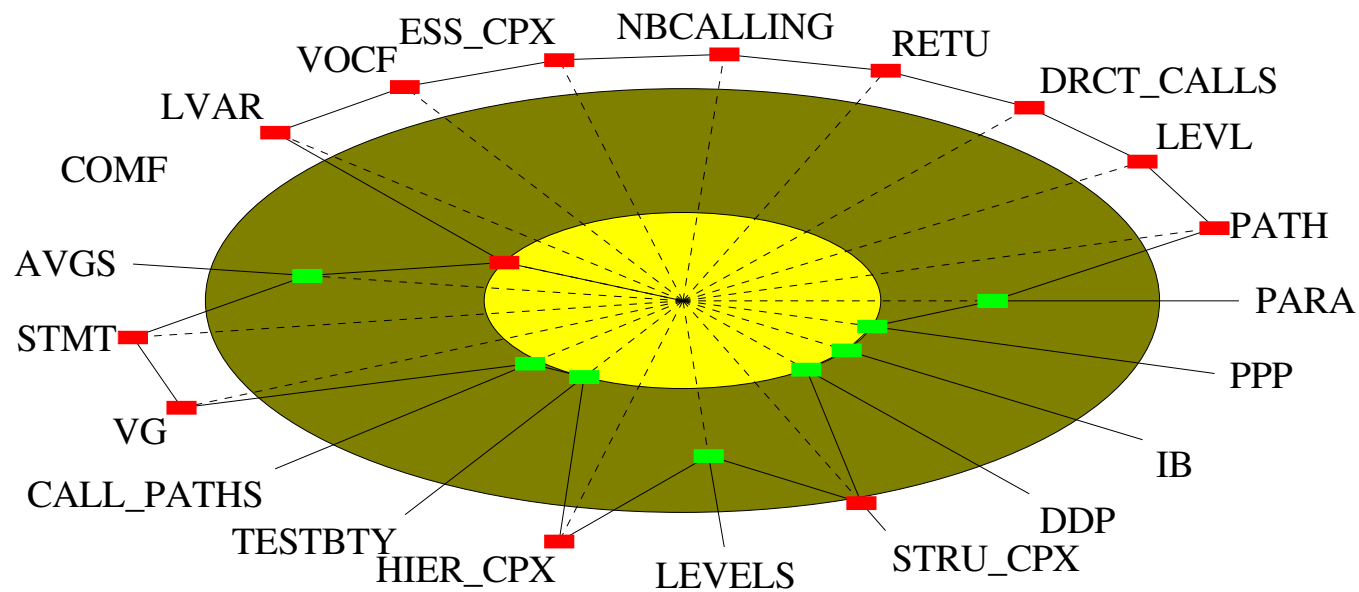 NBCALLING
ESS_CPX
RETU
VOCF
DRCT_CALLS
LVAR
LEVL
COMF
PATH
AVGS
PARA
STMT
PPP
VG
IB
CALL_PATHS
DDP
TESTBTY
STRU_CPX
HIER_CPX
LEVELS